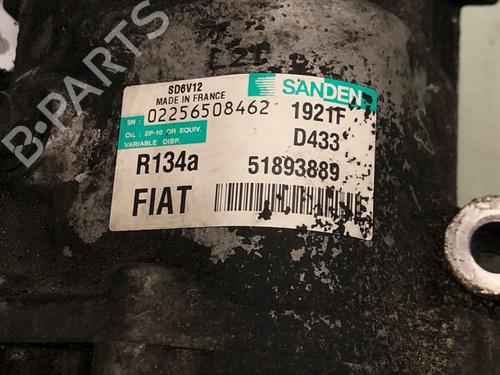 SD6V12
MADE IN FRANCE
SANDEN
SN : 02256508462
1921F
OIL : SP-10 OR EQUIV.
VARIABLE DISP.
D433
R134a
51893889
FIAT
B-PARTS